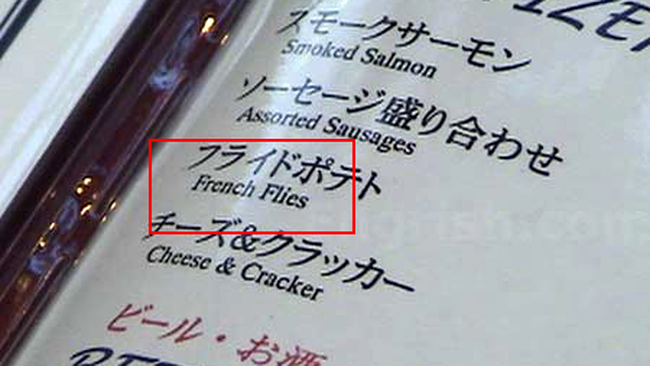 スモークサーモン
Smoked Salmon
ソーセージ盛り合わせ
Assorted Sausages
フライドポテト
French Flies
チーズ&クラッカー
Cheese & Cracker
ビール・お酒